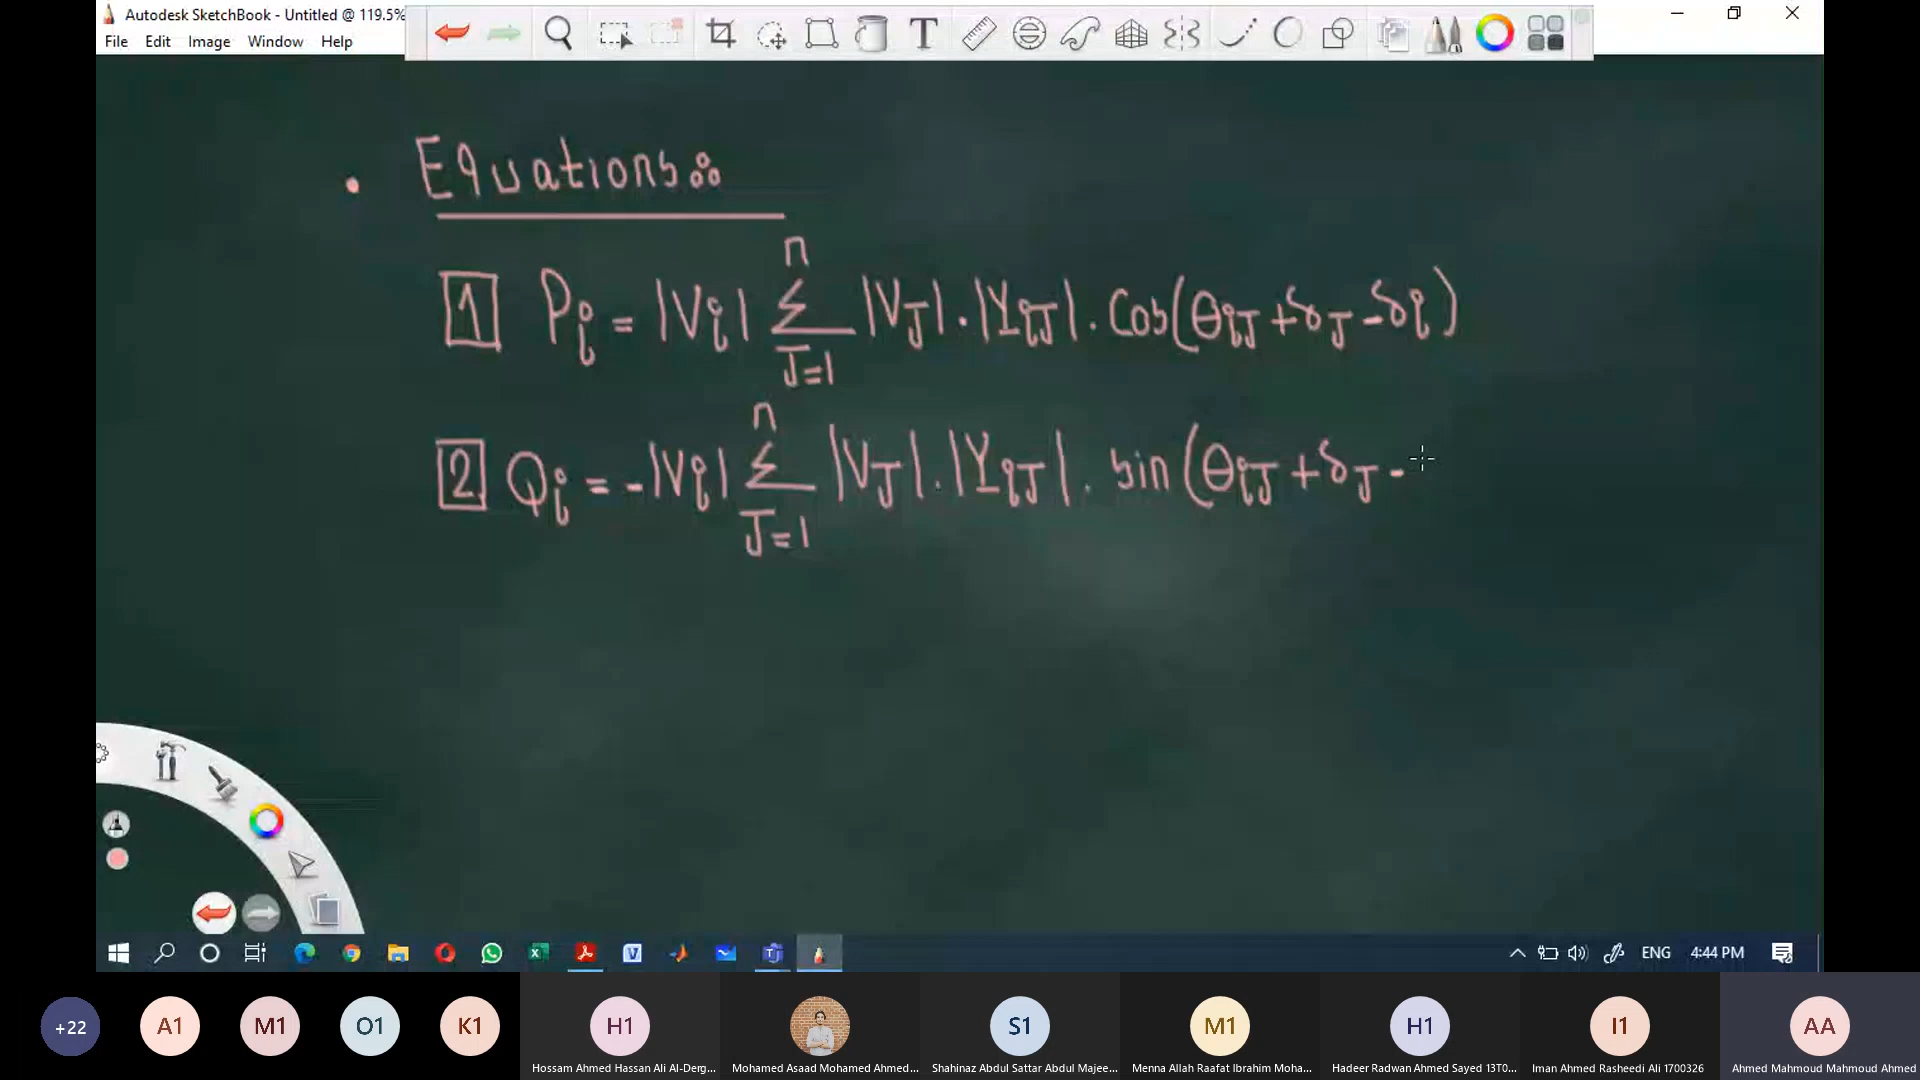 Autodesk SketchBook - Untitled @ 119.5%
File Edit Image Window Help
• Equations:
1 Pi = |Vi| Σ_{J=1}^{n} |VJ| . |YiJ| . Cos(θiJ + δJ - δi)
2 Qi = -|Vi| Σ_{J=1}^{n} |VJ| . |YiJ| . sin(θiJ + δJ -
ENG 4:44 PM
+22 A1 M1 O1 K1 H1 S1 M1 H1 I1 AA
Hossam Ahmed Hassan Ali Al-Derg... Mohamed Asaad Mohamed Ahmed... Shahinaz Abdul Sattar Abdul Majee... Menna Allah Raafat Ibrahim Moha... Hadeer Radwan Ahmed Sayed 13T0... Iman Ahmed Rasheedi Ali 1700326 Ahmed Mahmoud Mahmoud Ahmed